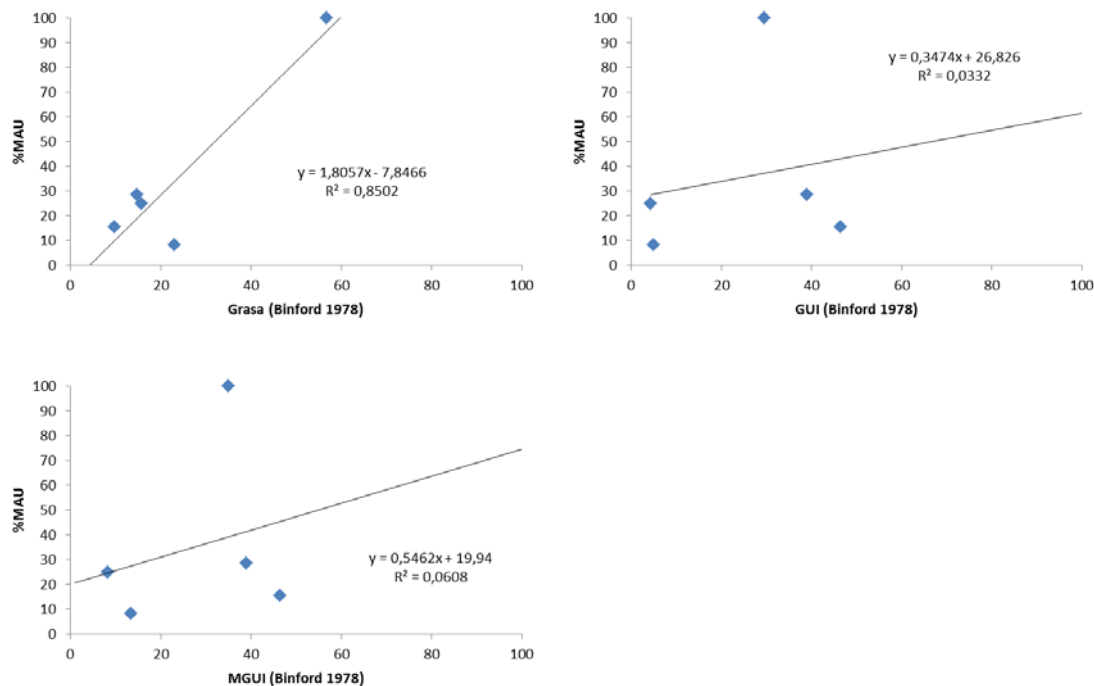 100
90
80
70
60
50
40
30
20
10
0
%MAU
y = 1,8057x - 7,8466
R² = 0,8502
0 20 40 60 80 100
Grasa (Binford 1978)
100
90
80
70
60
50
40
30
20
10
0
%MAU
y = 0,3474x + 26,826
R² = 0,0332
0 20 40 60 80 100
GUI (Binford 1978)
100
90
80
70
60
50
40
30
20
10
0
%MAU
y = 0,5462x + 19,94
R² = 0,0608
0 20 40 60 80 100
MGUI (Binford 1978)